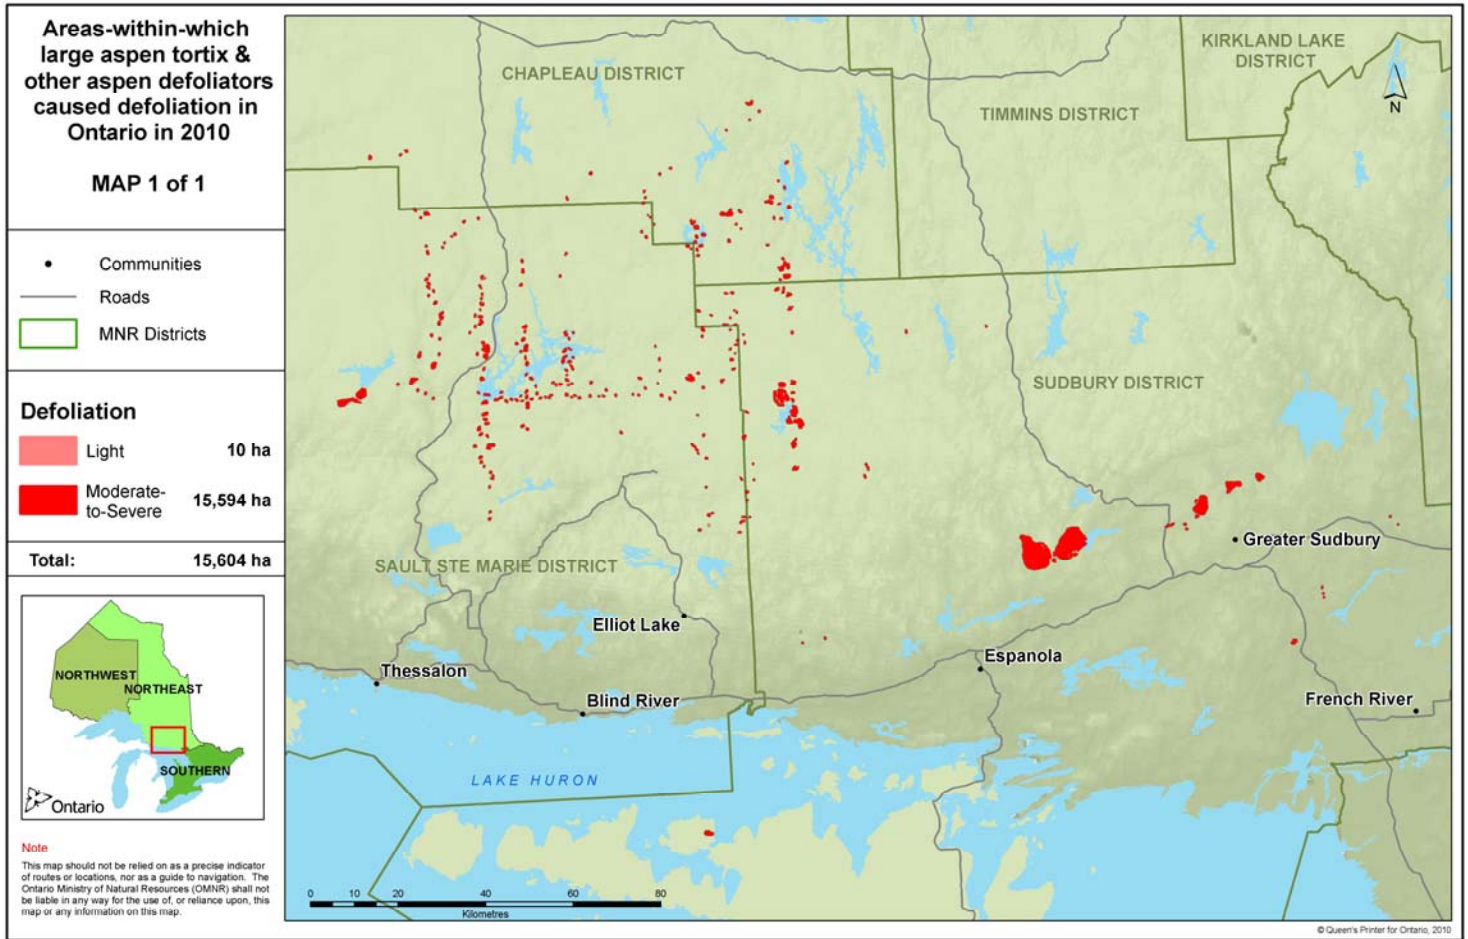 Areas-within-which
large aspen tortix &
other aspen defoliators
caused defoliation in
Ontario in 2010
MAP 1 of 1
Communities
Roads
MNR Districts
Defoliation
Light 10 ha
Moderate-
to-Severe 15,594 ha
Total: 15,604 ha
NORTHWEST
NORTHEAST
SOUTHERN
Ontario
Note
This map should not be relied on as a precise indicator
of routes or locations, nor as a guide to navigation. The
Ontario Ministry of Natural Resources (OMNR) shall not
be liable in any way for the use of, or reliance upon, this
map or any information on this map.
KIRKLAND LAKE
DISTRICT
CHAPLEAU DISTRICT
TIMMINS DISTRICT
N
SUDBURY DISTRICT
Greater Sudbury
SAULT STE MARIE DISTRICT
Elliot Lake
Espanola
Thessalon
Blind River
French River
LAKE HURON
0 10 20 40 60 80
Kilometres
© Queen's Printer for Ontario, 2010